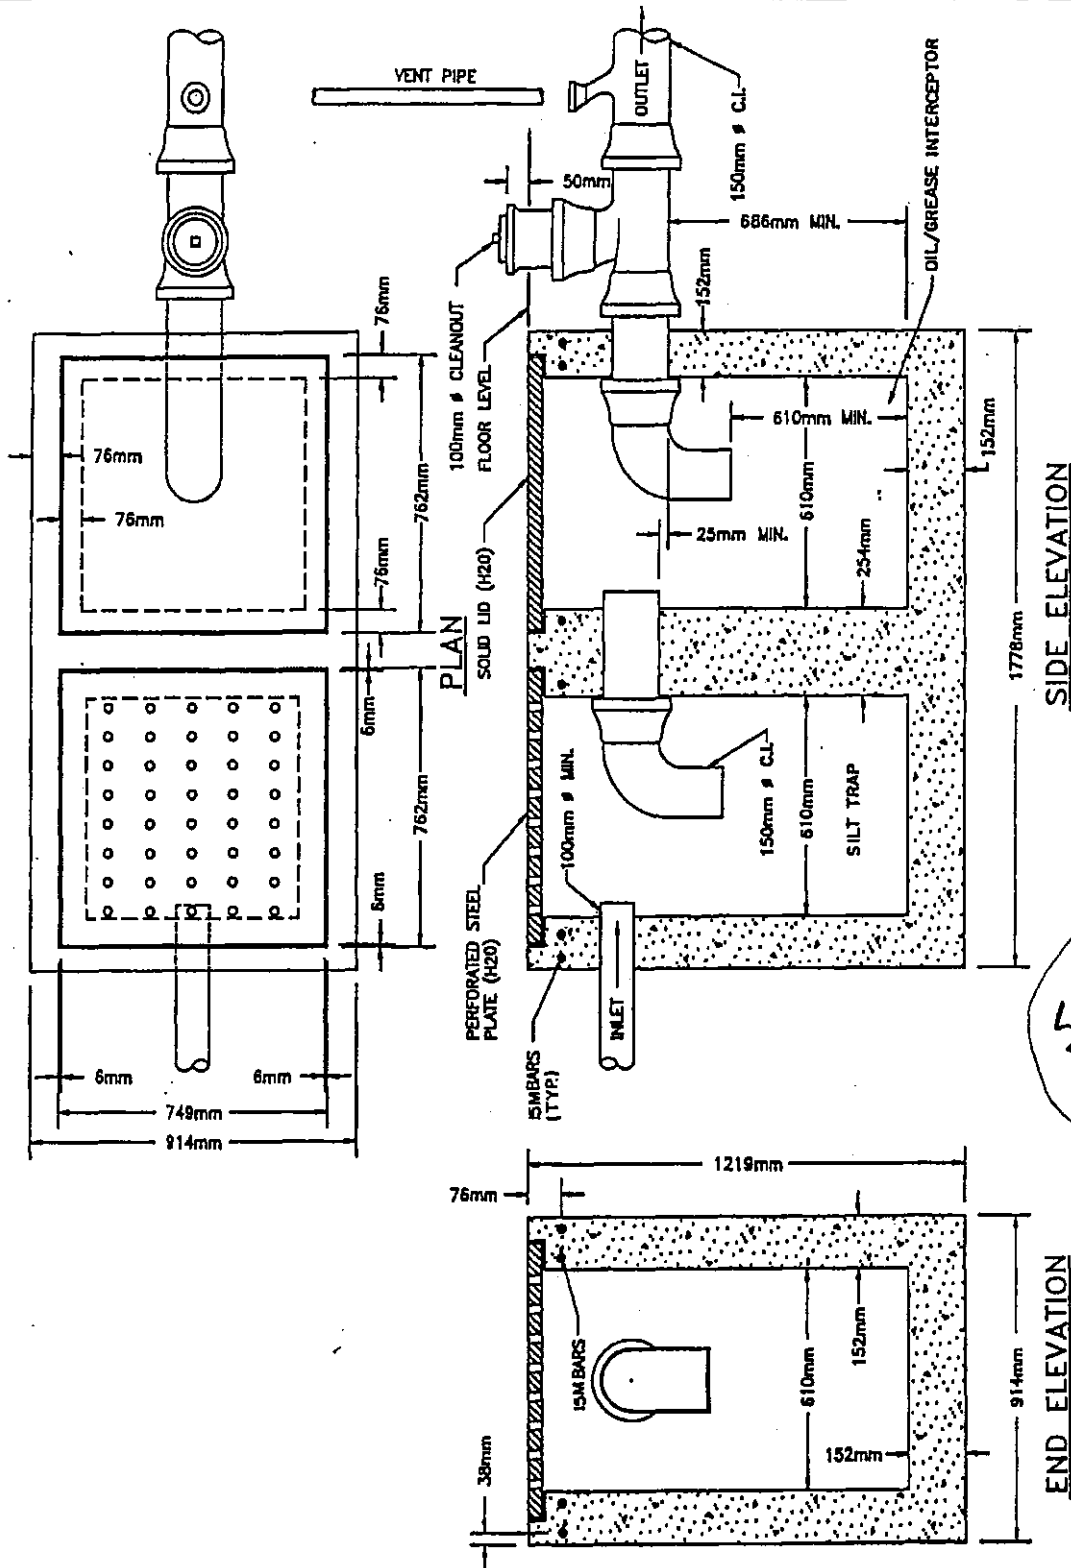 VENT PIPE
76mm
76mm
76mm
76mm
762mm
762mm
6mm
6mm
6mm
6mm
749mm
914mm
PLAN
100mm ø CLEANOUT
FLOOR LEVEL
SOLID LID (H20)
PERFORATED STEEL
PLATE (H20)
15M BARS
(TYP.)
50mm
OUTLET
150mm ø C.I.
686mm MIN.
OIL/GREASE INTERCEPTOR
152mm
610mm MIN.
610mm
152mm
25mm MIN.
254mm
1778mm
100mm ø MIN.
150mm ø C.I.
610mm
SILT TRAP
INLET
SIDE ELEVATION
1219mm
76mm
15M BARS
38mm
152mm
610mm
152mm
914mm
END ELEVATION